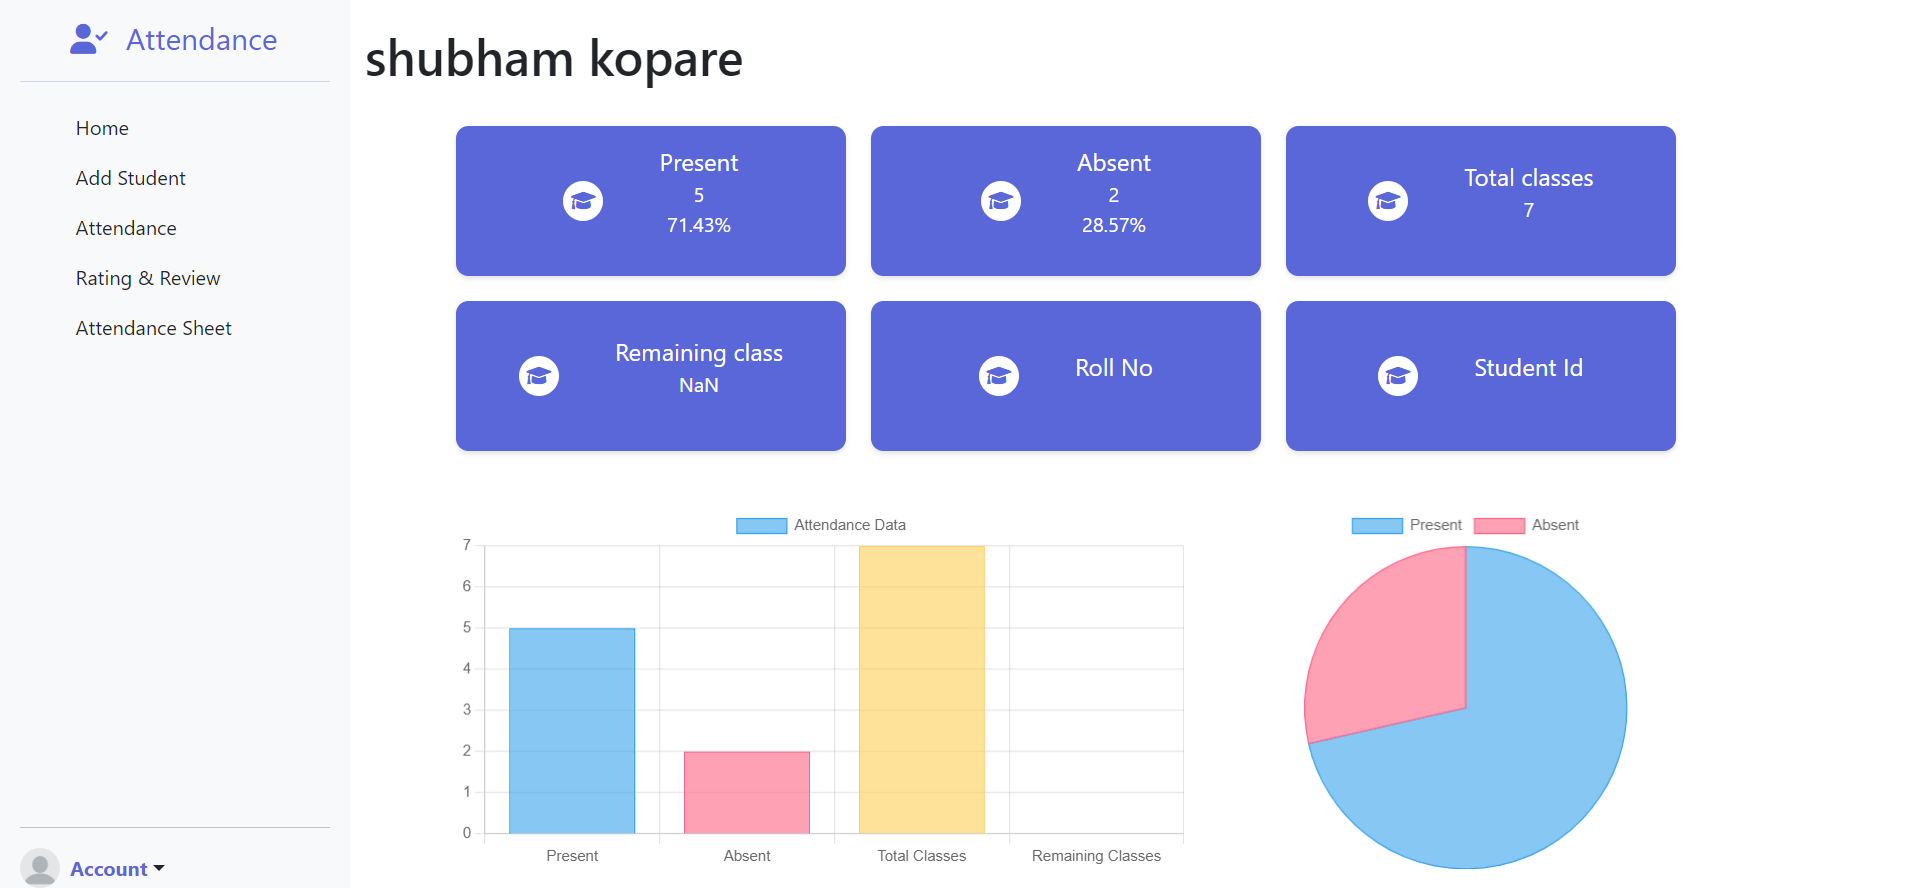 Attendance
Home
Add Student
Attendance
Rating & Review
Attendance Sheet
Account
shubham kopare
Present
5
71.43%
Absent
2
28.57%
Total classes
7
Remaining class
NaN
Roll No
Student Id
Attendance Data
7
6
5
4
3
2
1
0
Present
Absent
Total Classes
Remaining Classes
Present
Absent